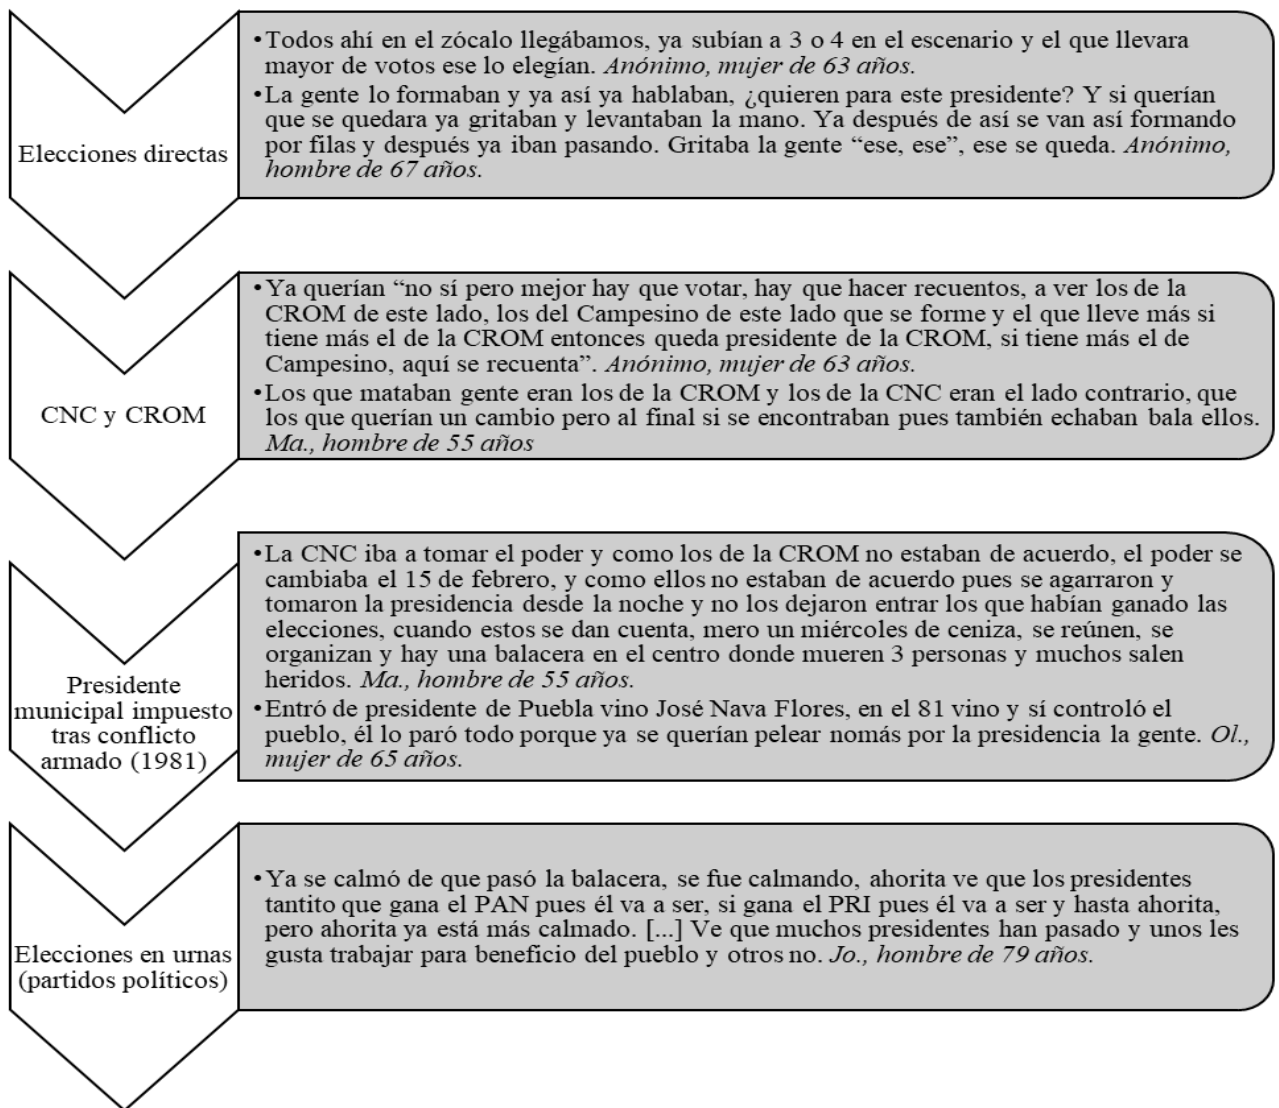 Elecciones directas
•Todos ahí en el zócalo llegábamos, ya subían a 3 o 4 en el escenario y el que llevara
mayor de votos ese lo elegían. Anónimo, mujer de 63 años.
•La gente lo formaban y ya así ya hablaban, ¿quieren para este presidente? Y si querían
que se quedara ya gritaban y levantaban la mano. Ya después de así se van así formando
por filas y después ya iban pasando. Gritaba la gente “ese, ese”, ese se queda. Anónimo,
hombre de 67 años.
CNC y CROM
•Ya querían “no sí pero mejor hay que votar, hay que hacer recuentos, a ver los de la
CROM de este lado, los del Campesino de este lado que se forme y el que lleve más si
tiene más el de la CROM entonces queda presidente de la CROM, si tiene más el de
Campesino, aquí se recuenta”. Anónimo, mujer de 63 años.
•Los que mataban gente eran los de la CROM y los de la CNC eran el lado contrario, que
los que querían un cambio pero al final si se encontraban pues también echaban bala ellos.
Ma., hombre de 55 años
Presidente
municipal impuesto
tras conflicto
armado (1981)
•La CNC iba a tomar el poder y como los de la CROM no estaban de acuerdo, el poder se
cambiaba el 15 de febrero, y como ellos no estaban de acuerdo pues se agarraron y
tomaron la presidencia desde la noche y no los dejaron entrar los que habían ganado las
elecciones, cuando estos se dan cuenta, mero un miércoles de ceniza, se reúnen, se
organizan y hay una balacera en el centro donde mueren 3 personas y muchos salen
heridos. Ma., hombre de 55 años.
•Entró de presidente de Puebla vino José Nava Flores, en el 81 vino y sí controló el
pueblo, él lo paró todo porque ya se querían pelear nomás por la presidencia la gente. Ol.,
mujer de 65 años.
Elecciones en urnas
(partidos políticos)
•Ya se calmó de que pasó la balacera, se fue calmando, ahorita ve que los presidentes
tantito que gana el PAN pues él va a ser, si gana el PRI pues él va a ser y hasta ahorita,
pero ahorita ya está más calmado. [...] Ve que muchos presidentes han pasado y unos les
gusta trabajar para beneficio del pueblo y otros no. Jo., hombre de 79 años.